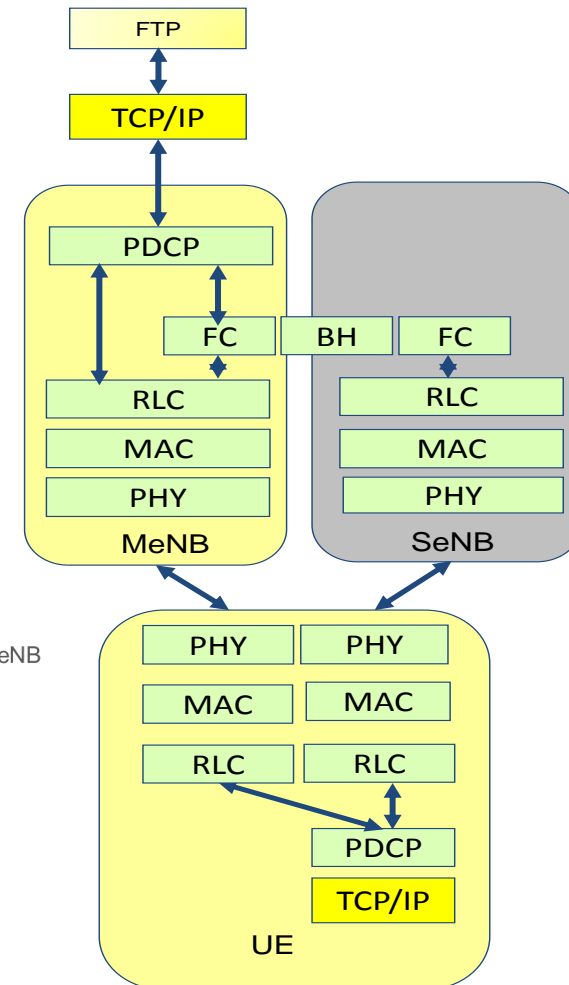 FTP
TCP/IP
PDCP
FC
BH
FC
RLC
RLC
MAC
MAC
PHY
PHY
MeNB
SeNB
eNB
PHY
PHY
MAC
MAC
RLC
RLC
PDCP
TCP/IP
UE